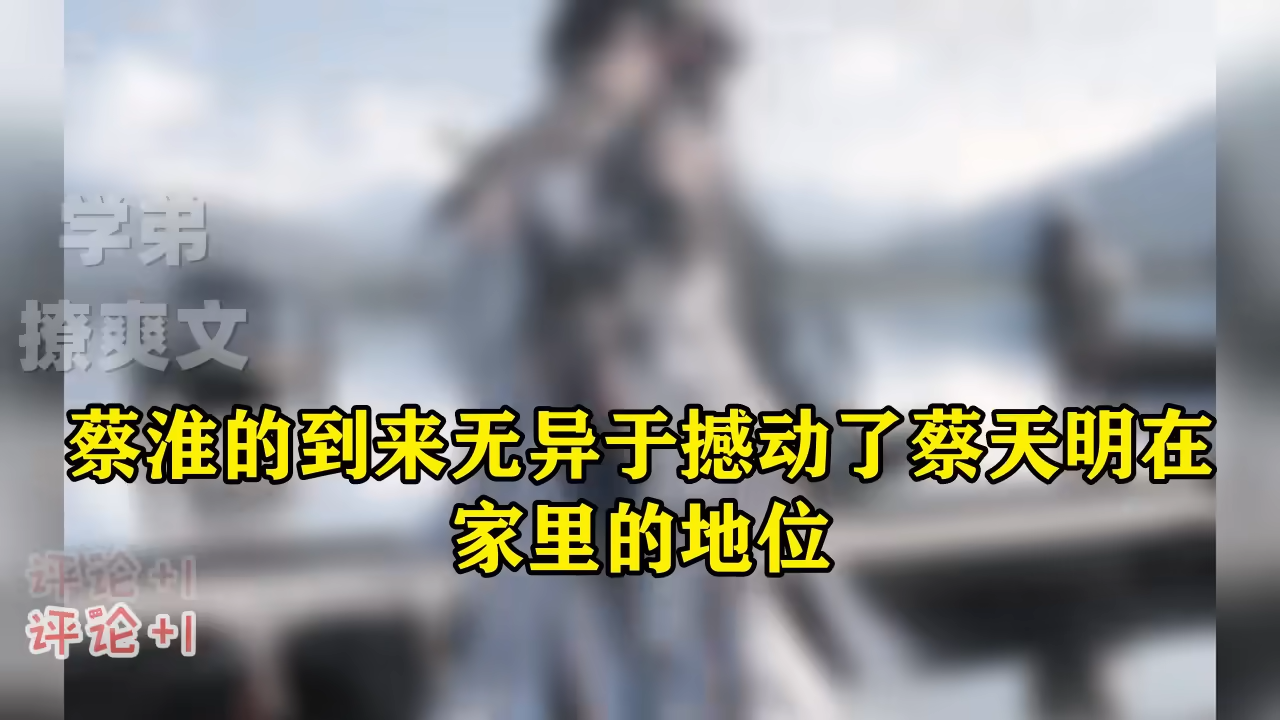 学弟
撩爽文
蔡淮的到来无异于撼动了蔡天明在
家里的地位
评论+1
评论+1